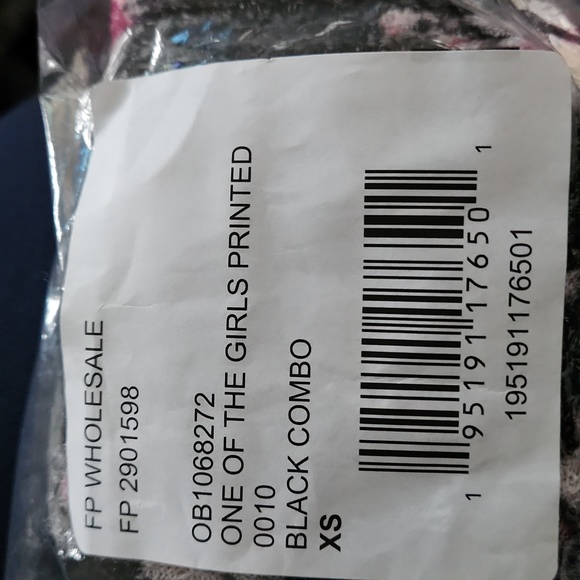 FP WHOLESALE
FP 2901598
OB1068272
ONE OF THE GIRLS PRINTED
0010
BLACK COMBO
XS
1 95191 17650 1
195191176501